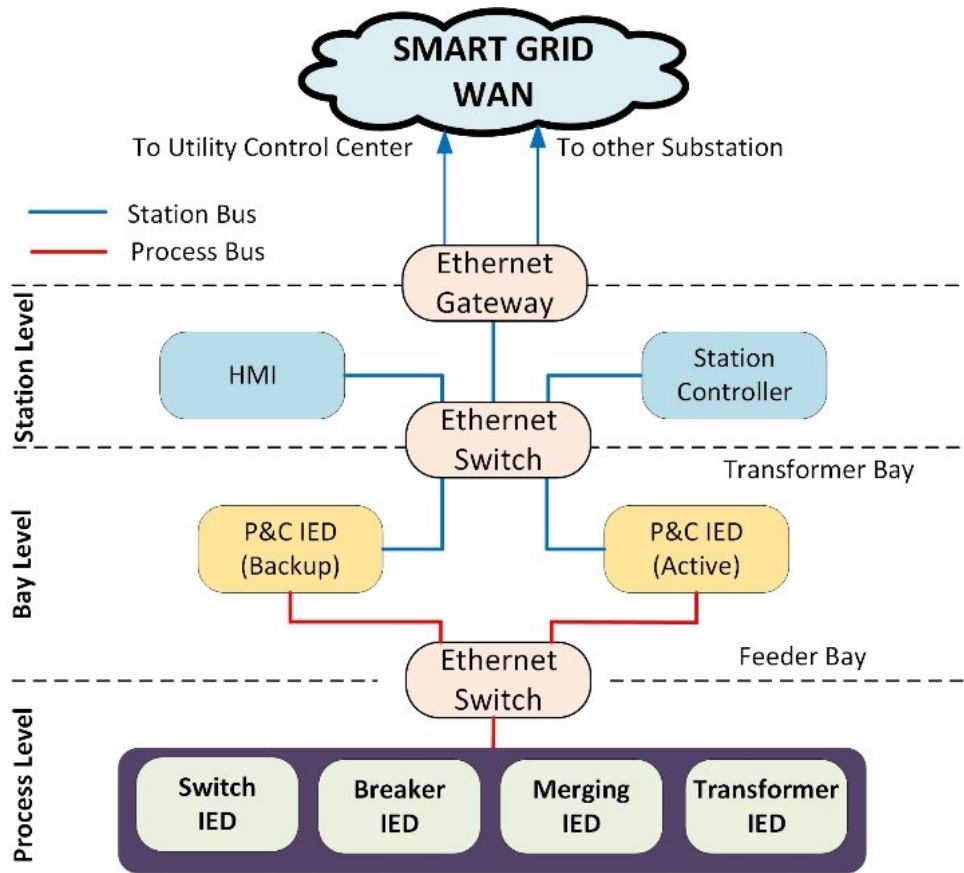 SMART GRID
WAN
To Utility Control Center
To other Substation
Station Bus
Process Bus
Ethernet
Gateway
Station Level
HMI
Station
Controller
Ethernet
Switch
Transformer Bay
Bay Level
P&C IED
(Backup)
P&C IED
(Active)
Ethernet
Switch
Feeder Bay
Process Level
Switch
IED
Breaker
IED
Merging
IED
Transformer
IED